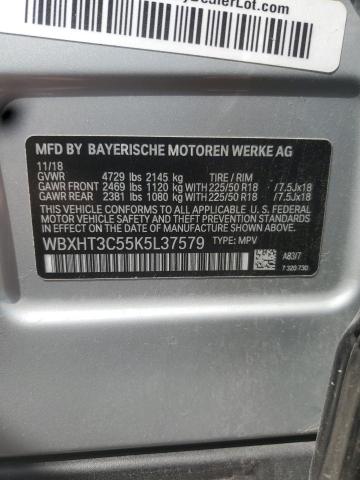 DealerLot.com
MFD BY BAYERISCHE MOTOREN WERKE AG
11/18
GVWR 4729 lbs 2145 kg TIRE / RIM
GAWR FRONT 2469 lbs 1120 kg WITH 225/50 R18 /7.5Jx18
GAWR REAR 2381 lbs 1080 kg WITH 225/50 R18 /7.5Jx18
THIS VEHICLE CONFORMS TO ALL APPLICABLE
U.S. FEDERAL MOTOR VEHICLE SAFETY, BUMPER,
AND THEFT PREVENTION STANDARDS IN EFFECT
ON THE DATE OF MANUFACTURE SHOWN ABOVE.
WBXHT3C55K5L37579 TYPE: MPV
A83/7
7 320 730